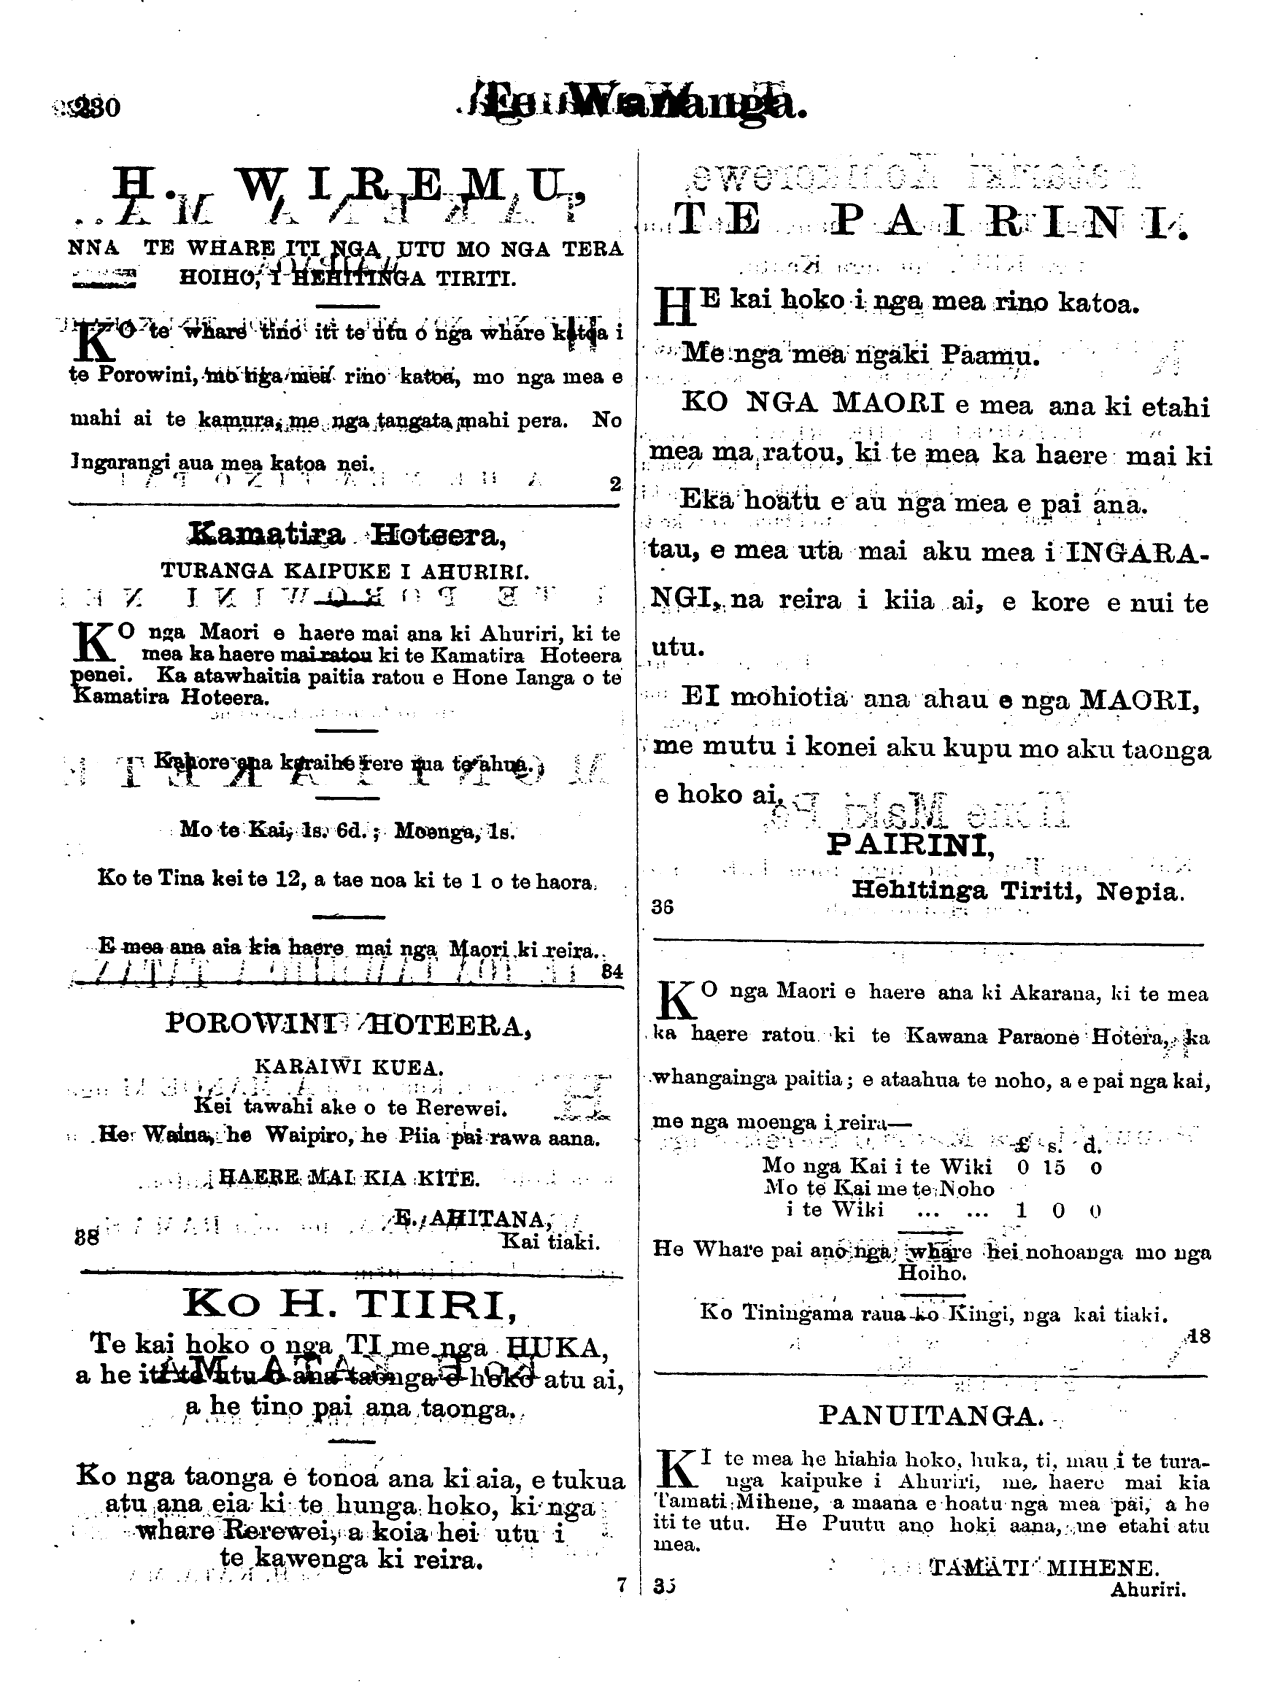 230
Te Wananga.
H. WIREMU,
NNA TE WHARE ITI NGA UTU MO NGA TERA
HOIHO, I HEHITINGA TIRITI.
KO te whare tino iti te utu o nga whare katoa i
te Porowini, mo nga mea rino katoa, mo nga mea e
mahi ai te kamura, me nga tangata mahi pera. No
Ingarangi aua mea katoa nei.
2
Kamatira Hoteera,
TURANGA KAIPUKE I AHURIRI.
KO nga Maori e haere mai ana ki Ahuriri, ki te
mea ka haere mai ratou ki te Kamatira Hoteera
penei. Ka atawhaitia paitia ratou e Hone Ianga o te
Kamatira Hoteera.
Kahore ana karaihe rere rua te ahua.
Mo te Kai, 1s. 6d. ; Moenga, 1s.
Ko te Tina kei te 12, a tae noa ki te 1 o te haora.
E mea ana aia kia haere mai nga Maori ki reira.
34
POROWINI HOTEERA,
KARAIWI KUEA.
Kei tawahi ake o te Rerewei.
He Waina, he Waipiro, he Piia pai rawa aana.
HAERE MAI KIA KITE.
E. AHITANA,
Kai tiaki.
38
KO H. TIIRI,
Te kai hoko o nga TI me nga HUKA,
a he iti te utu o ana taonga e hoko atu ai,
a he tino pai ana taonga.
Ko nga taonga e tonoa ana ki aia, e tukua
atu ana eia ki te hunga hoko, ki nga
whare Rerewei, a koia hei utu i
te kawenga ki reira.
7
TE PAIRINI.
HE kai hoko i nga mea rino katoa.
Me nga mea ngaki Paamu.
KO NGA MAORI e mea ana ki etahi
mea ma ratou, ki te mea ka haere mai ki
Eka hoatu e au nga mea e pai ana.
tau, e mea uta mai aku mea i INGARA-
NGI, na reira i kiia ai, e kore e nui te
utu.
EI mohiotia ana ahau e nga MAORI,
me mutu i konei aku kupu mo aku taonga
e hoko ai.
PAIRINI,
Hehitinga Tiriti, Nepia.
36
KO nga Maori e haere ana ki Akarana, ki te mea
ka haere ratou ki te Kawana Paraone Hotera, ka
whangainga paitia ; e ataahua te noho, a e pai nga kai,
me nga moenga i reira—
£ s. d.
Mo nga Kai i te Wiki 0 15 0
Mo te Kai me te Noho
i te Wiki ... ... 1 0 0
He Whare pai ano nga whare hei nohoanga mo nga
Hoiho.
Ko Tiningama raua ko Kingi, nga kai tiaki.
18
PANUITANGA.
KI te mea he hiahia hoko, huka, ti, mau i te tura-
nga kaipuke i Ahuriri, me haere mai kia
Tamati Mihene, a maana e hoatu nga mea pai, a he
iti te utu. He Puutu ano hoki aana, me etahi atu
mea.
TAMATI MIHENE.
Ahuriri.
35